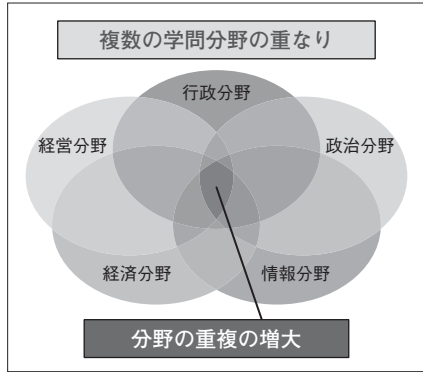 複数の学問分野の重なり
行政分野
経営分野
政治分野
経済分野
情報分野
分野の重複の増大